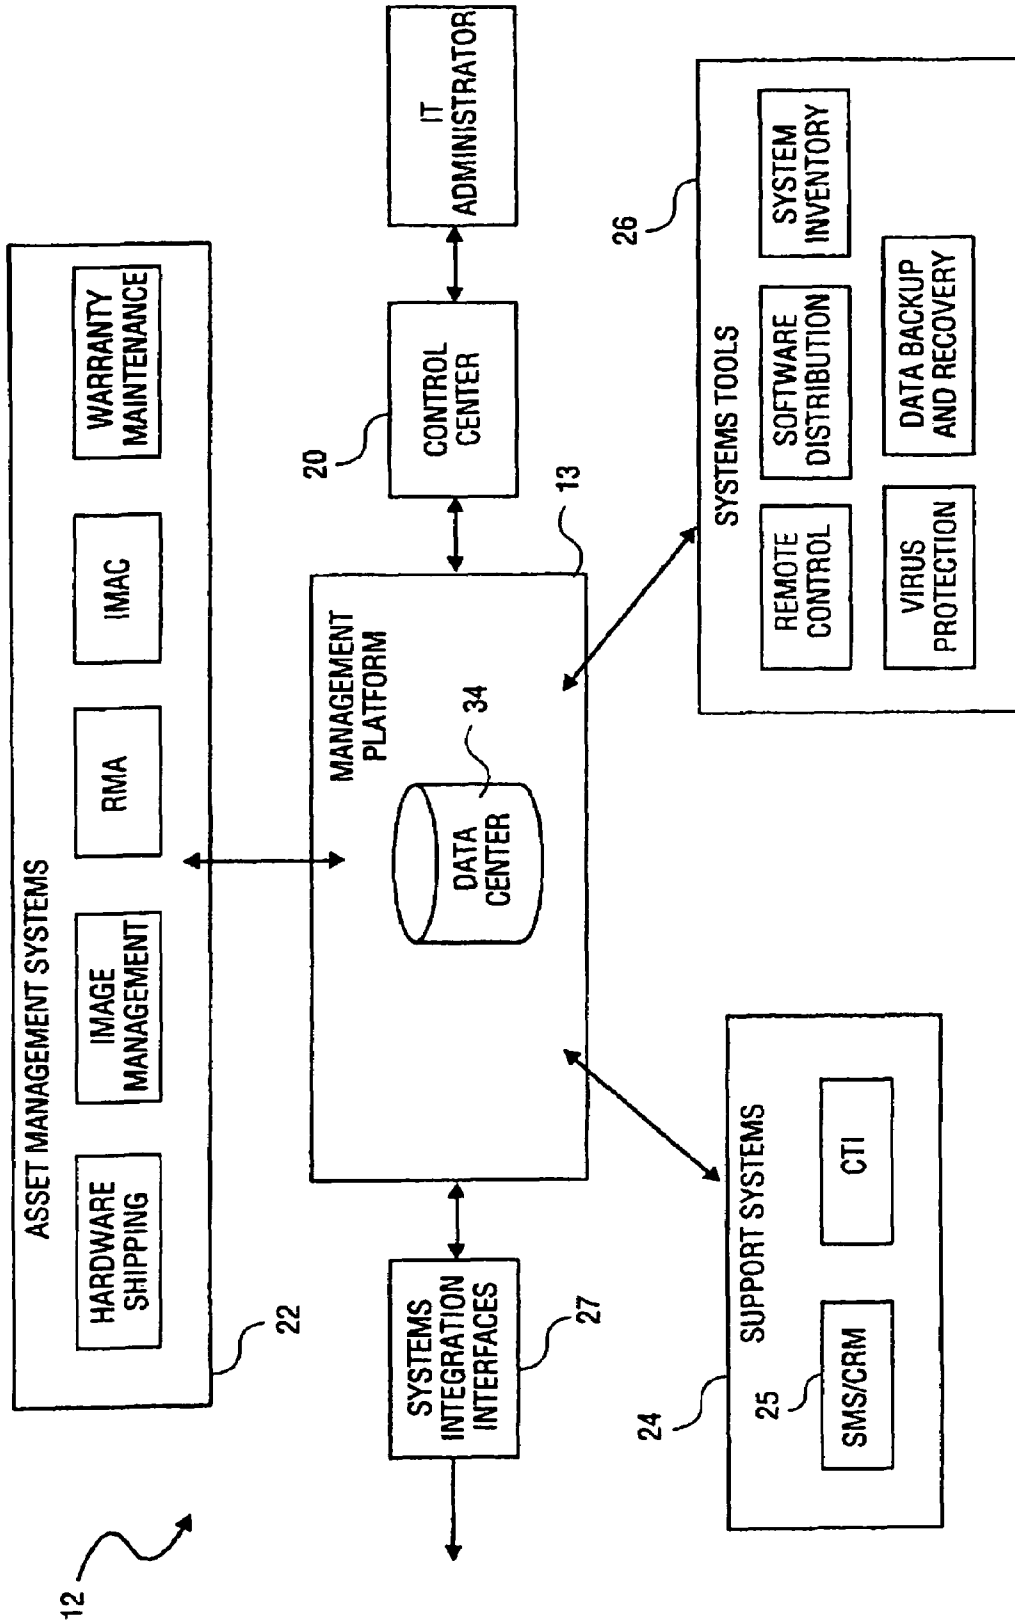 12
ASSET MANAGEMENT SYSTEMS
HARDWARE
SHIPPING
IMAGE
MANAGEMENT
RMA
IMAC
WARRANTY
MAINTENANCE
22
SYSTEMS
INTEGRATION
INTERFACES
27
MANAGEMENT
PLATFORM
DATA
CENTER
34
13
20
CONTROL
CENTER
IT
ADMINISTRATOR
24
SUPPORT SYSTEMS
25
SMS/CRM
CTI
26
SYSTEMS TOOLS
REMOTE
CONTROL
SOFTWARE
DISTRIBUTION
SYSTEM
INVENTORY
VIRUS
PROTECTION
DATA BACKUP
AND RECOVERY